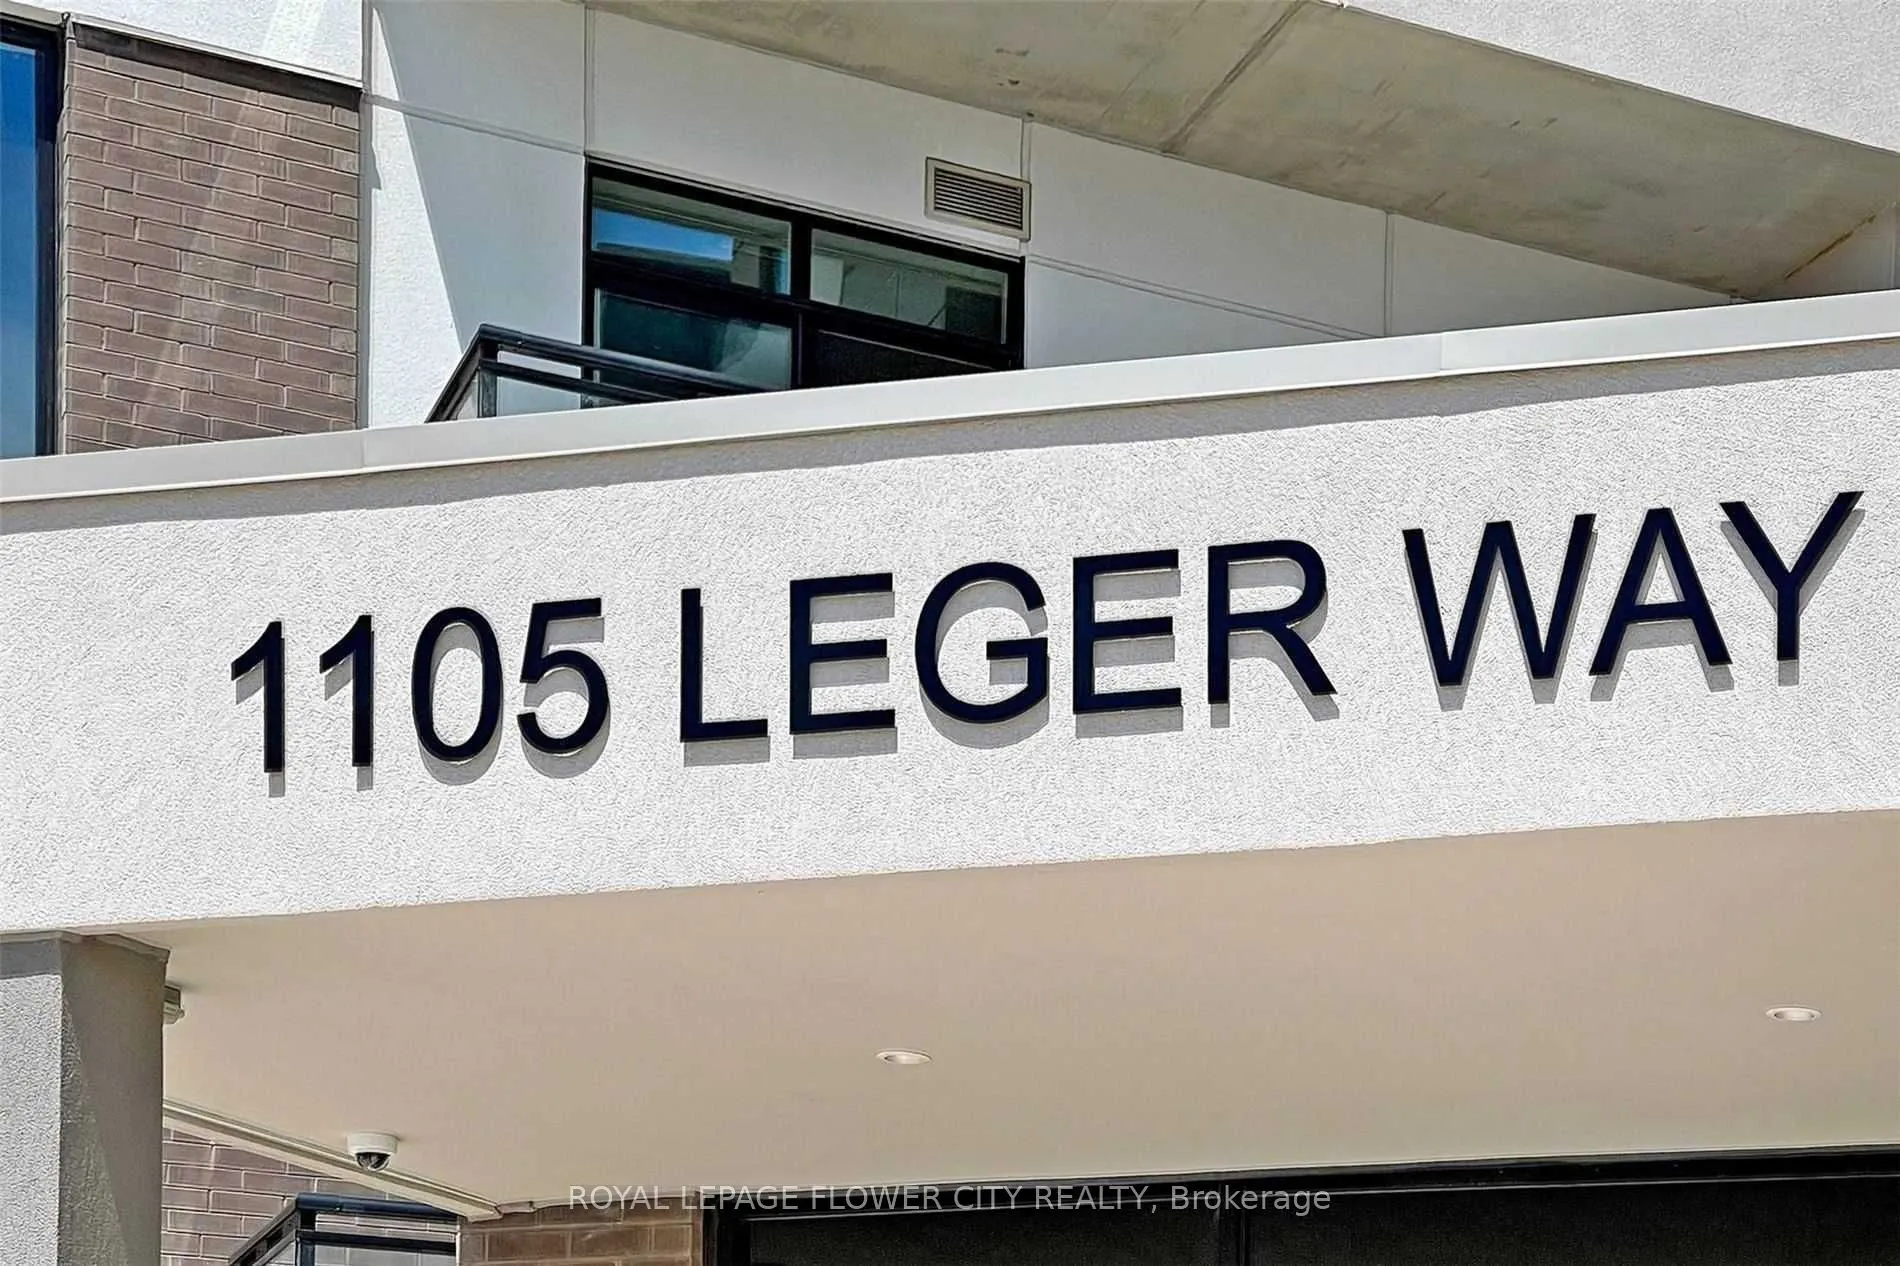 1105 LEGER WAY
ROYAL LEPAGE FLOWER CITY REALTY, Brokerage